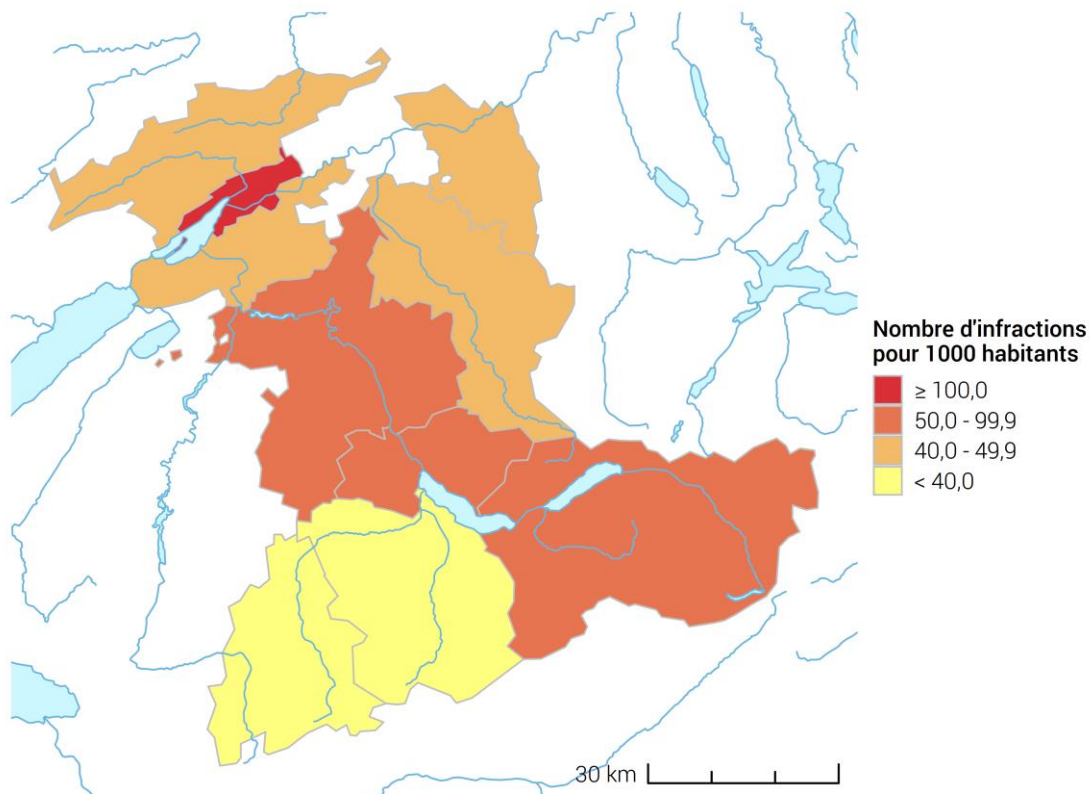 Nombre d'infractions
pour 1000 habitants
≥ 100,0
50,0 - 99,9
40,0 - 49,9
< 40,0
30 km